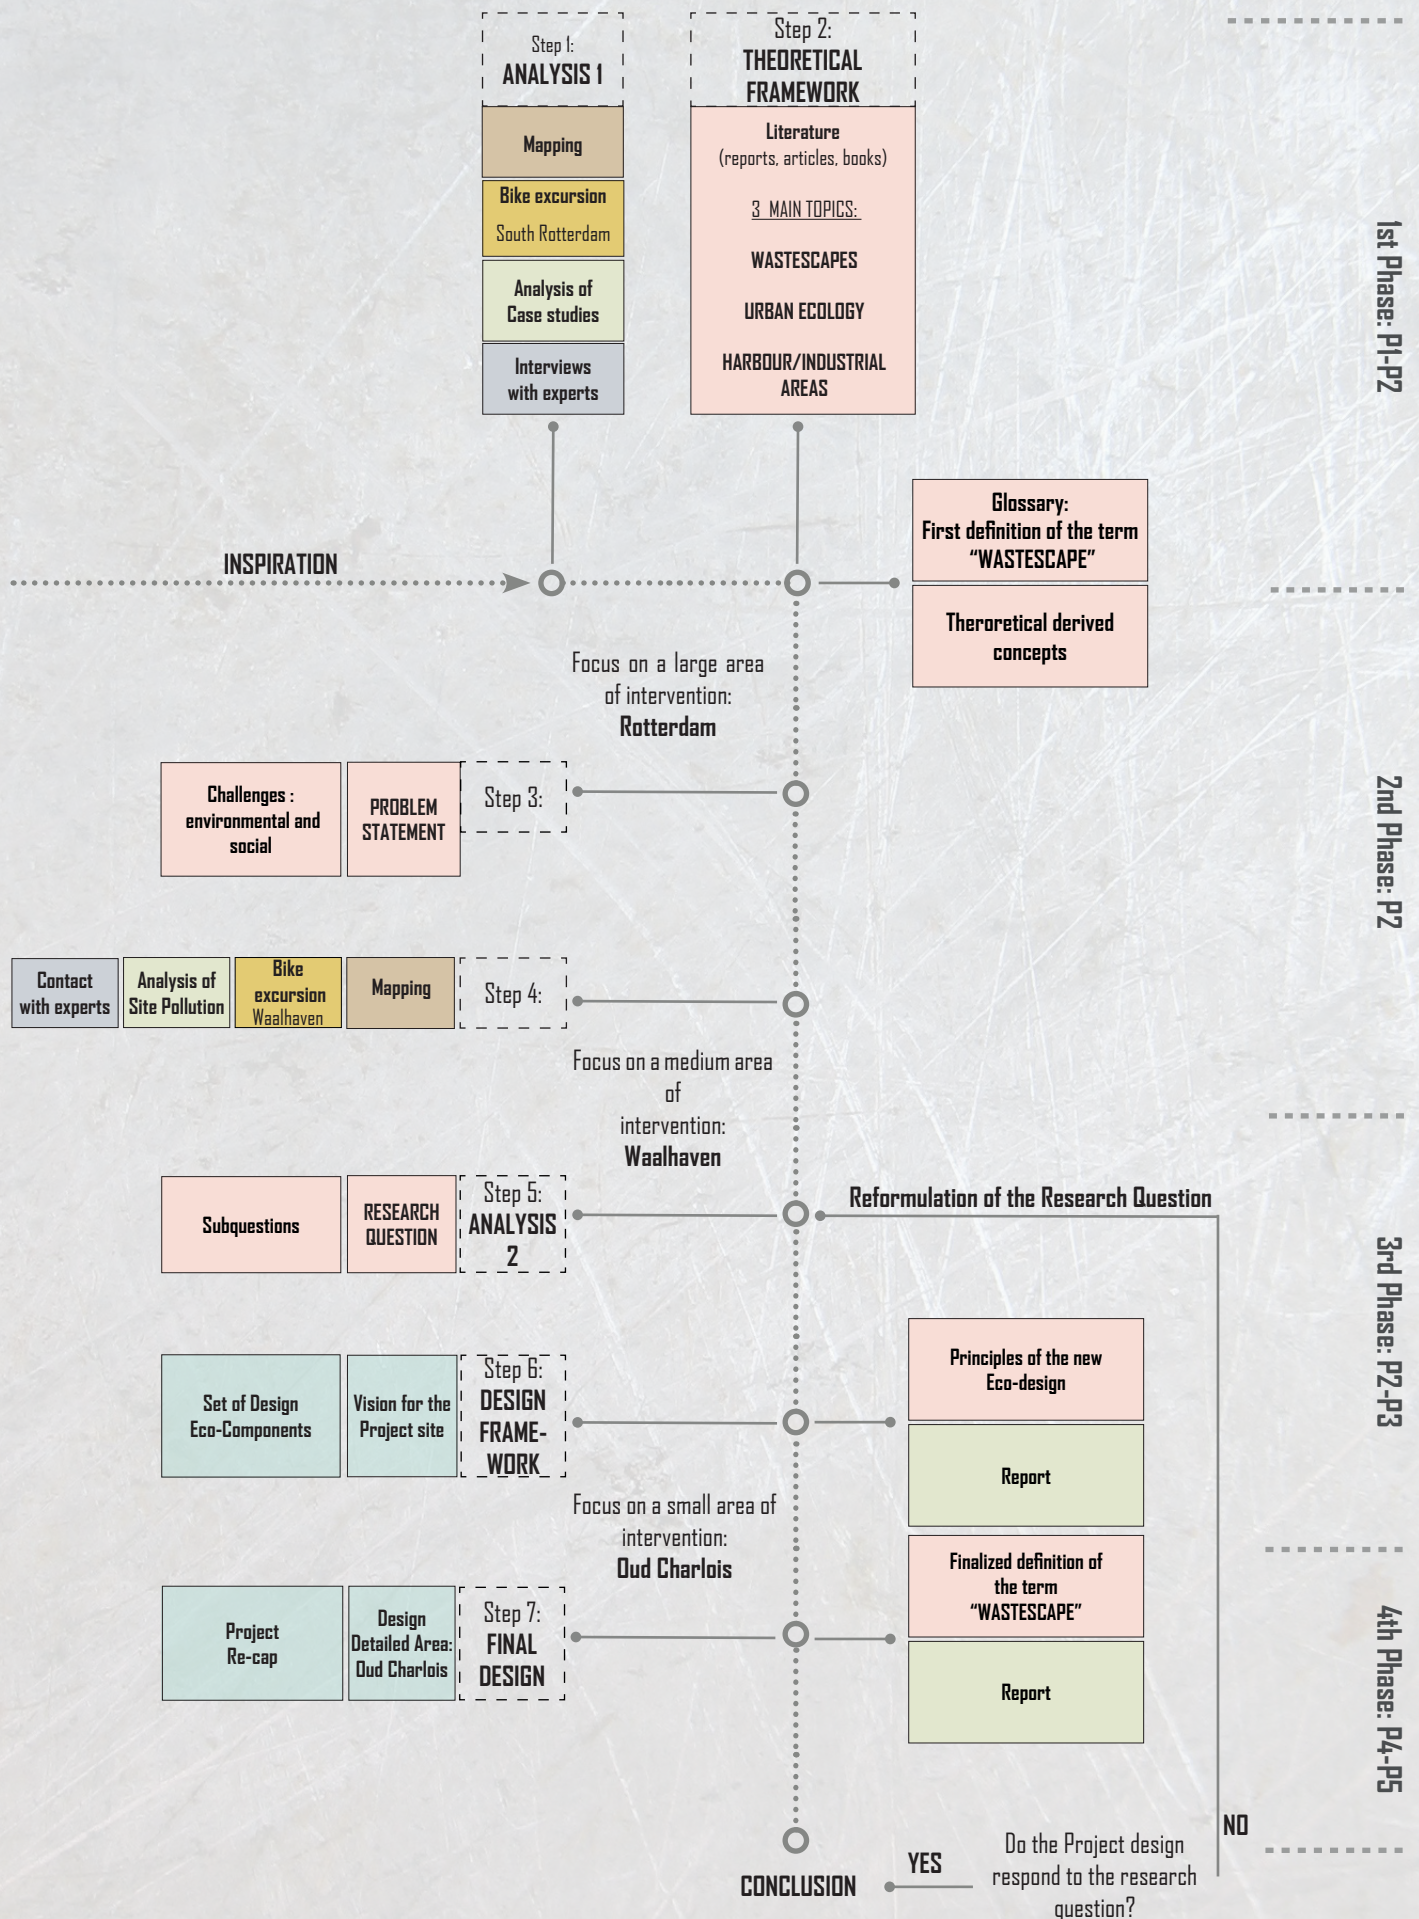 Step 1:
ANALYSIS 1
Mapping
Bike excursion
South Rotterdam
Analysis of
Case studies
Interviews
with experts
Step 2:
THEORETICAL
FRAMEWORK
Literature
(reports, articles, books)
3 MAIN TOPICS:
WASTESCAPES
URBAN ECOLOGY
HARBOUR/INDUSTRIAL
AREAS
1st Phase: P1-P2
INSPIRATION
Glossary:
First definition of the term
“WASTESCAPE”
Theroretical derived
concepts
Focus on a large area
of intervention:
Rotterdam
2nd Phase: P2
Challenges :
environmental and
social
PROBLEM
STATEMENT
Step 3:
Contact
with experts
Analysis of
Site Pollution
Bike
excursion
Waalhaven
Mapping
Step 4:
Focus on a medium area
of
intervention:
Waalhaven
3rd Phase: P2-P3
Subquestions
RESEARCH
QUESTION
Step 5:
ANALYSIS
2
Reformulation of the Research Question
Set of Design
Eco-Components
Vision for the
Project site
Step 6:
DESIGN
FRAME-
WORK
Principles of the new
Eco-design
Report
Focus on a small area of
intervention:
Oud Charlois
4th Phase: P4-P5
Project
Re-cap
Design
Detailed Area:
Oud Charlois
Step 7:
FINAL
DESIGN
Finalized definition of
the term
“WASTESCAPE”
Report
NO
CONCLUSION
YES
Do the Project design
respond to the research
question?